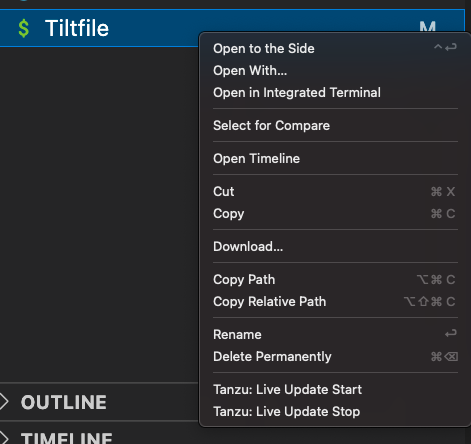 $ Tiltfile M
Open to the Side ^⏎
Open With...
Open in Integrated Terminal
Select for Compare
Open Timeline
Cut ⌘ X
Copy ⌘ C
Download...
Copy Path ⌥⌘ C
Copy Relative Path ⌥⇧⌘ C
Rename ⏎
Delete Permanently ⌘⌫
Tanzu: Live Update Start
Tanzu: Live Update Stop
OUTLINE
TIMELINE